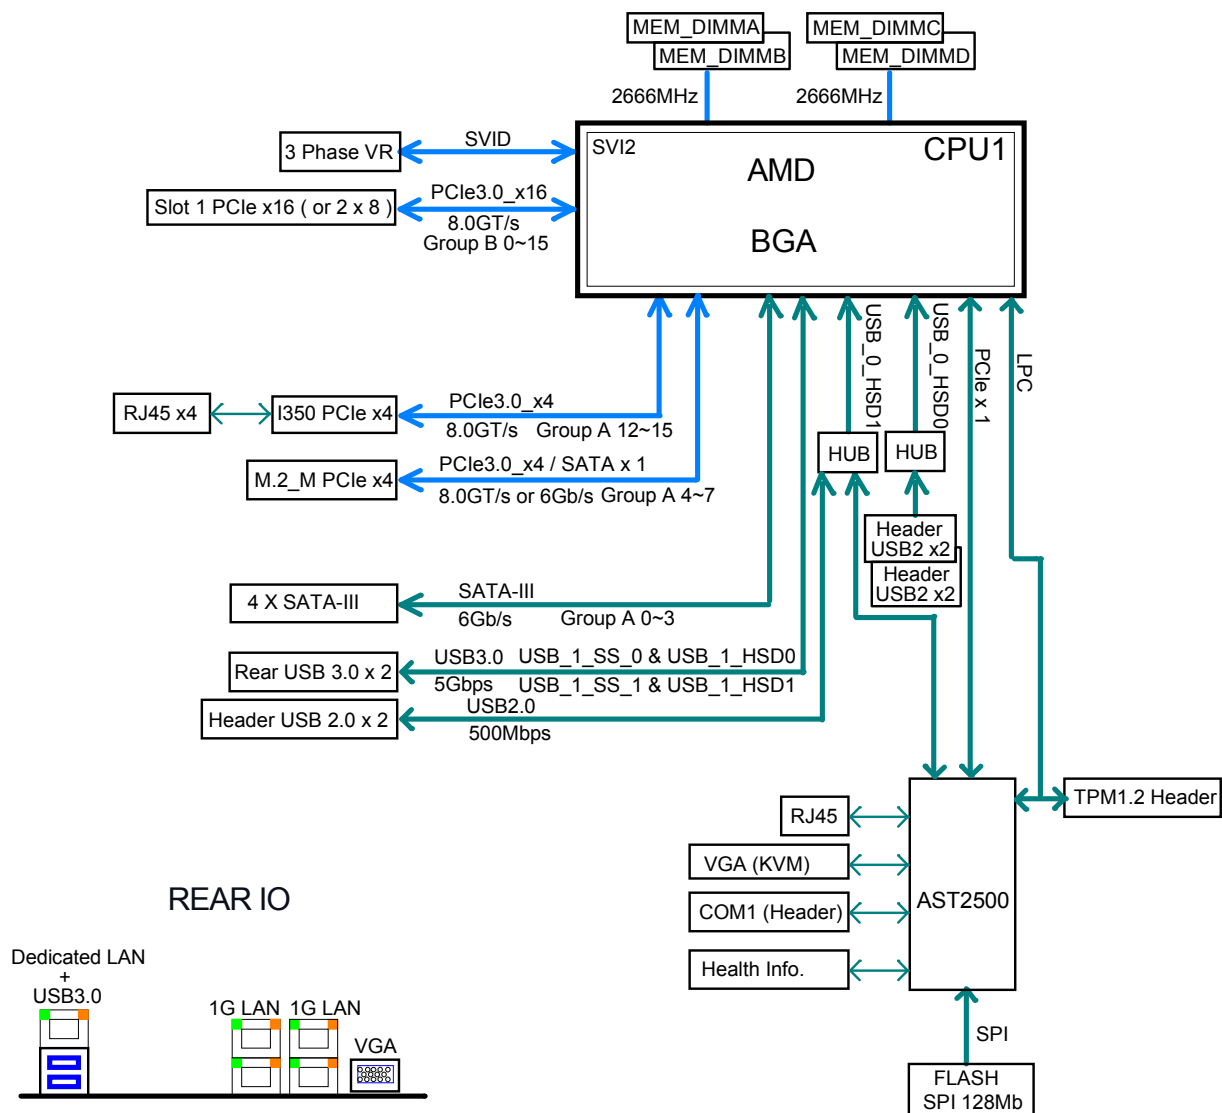 MEM_DIMMA
MEM_DIMMB
MEM_DIMMC
MEM_DIMMD
2666MHz
2666MHz
3 Phase VR
SVID
SVI2
CPU1
AMD
BGA
Slot 1 PCIe x16 ( or 2 x 8 )
PCIe3.0_x16
8.0GT/s
Group B 0~15
USB_0_HSD1
USB_0_HSD0
PCIe x 1
LPC
RJ45 x4
I350 PCIe x4
PCIe3.0_x4
8.0GT/s
Group A 12~15
M.2_M PCIe x4
PCIe3.0_x4 / SATA x 1
8.0GT/s or 6Gb/s
Group A 4~7
HUB
HUB
Header
USB2 x2
Header
USB2 x2
4 X SATA-III
SATA-III
6Gb/s
Group A 0~3
Rear USB 3.0 x 2
USB3.0
USB_1_SS_0 & USB_1_HSD0
5Gbps
USB_1_SS_1 & USB_1_HSD1
Header USB 2.0 x 2
USB2.0
500Mbps
TPM1.2 Header
RJ45
VGA (KVM)
COM1 (Header)
Health Info.
AST2500
SPI
FLASH
SPI 128Mb
REAR IO
Dedicated LAN
+
USB3.0
1G LAN
1G LAN
VGA